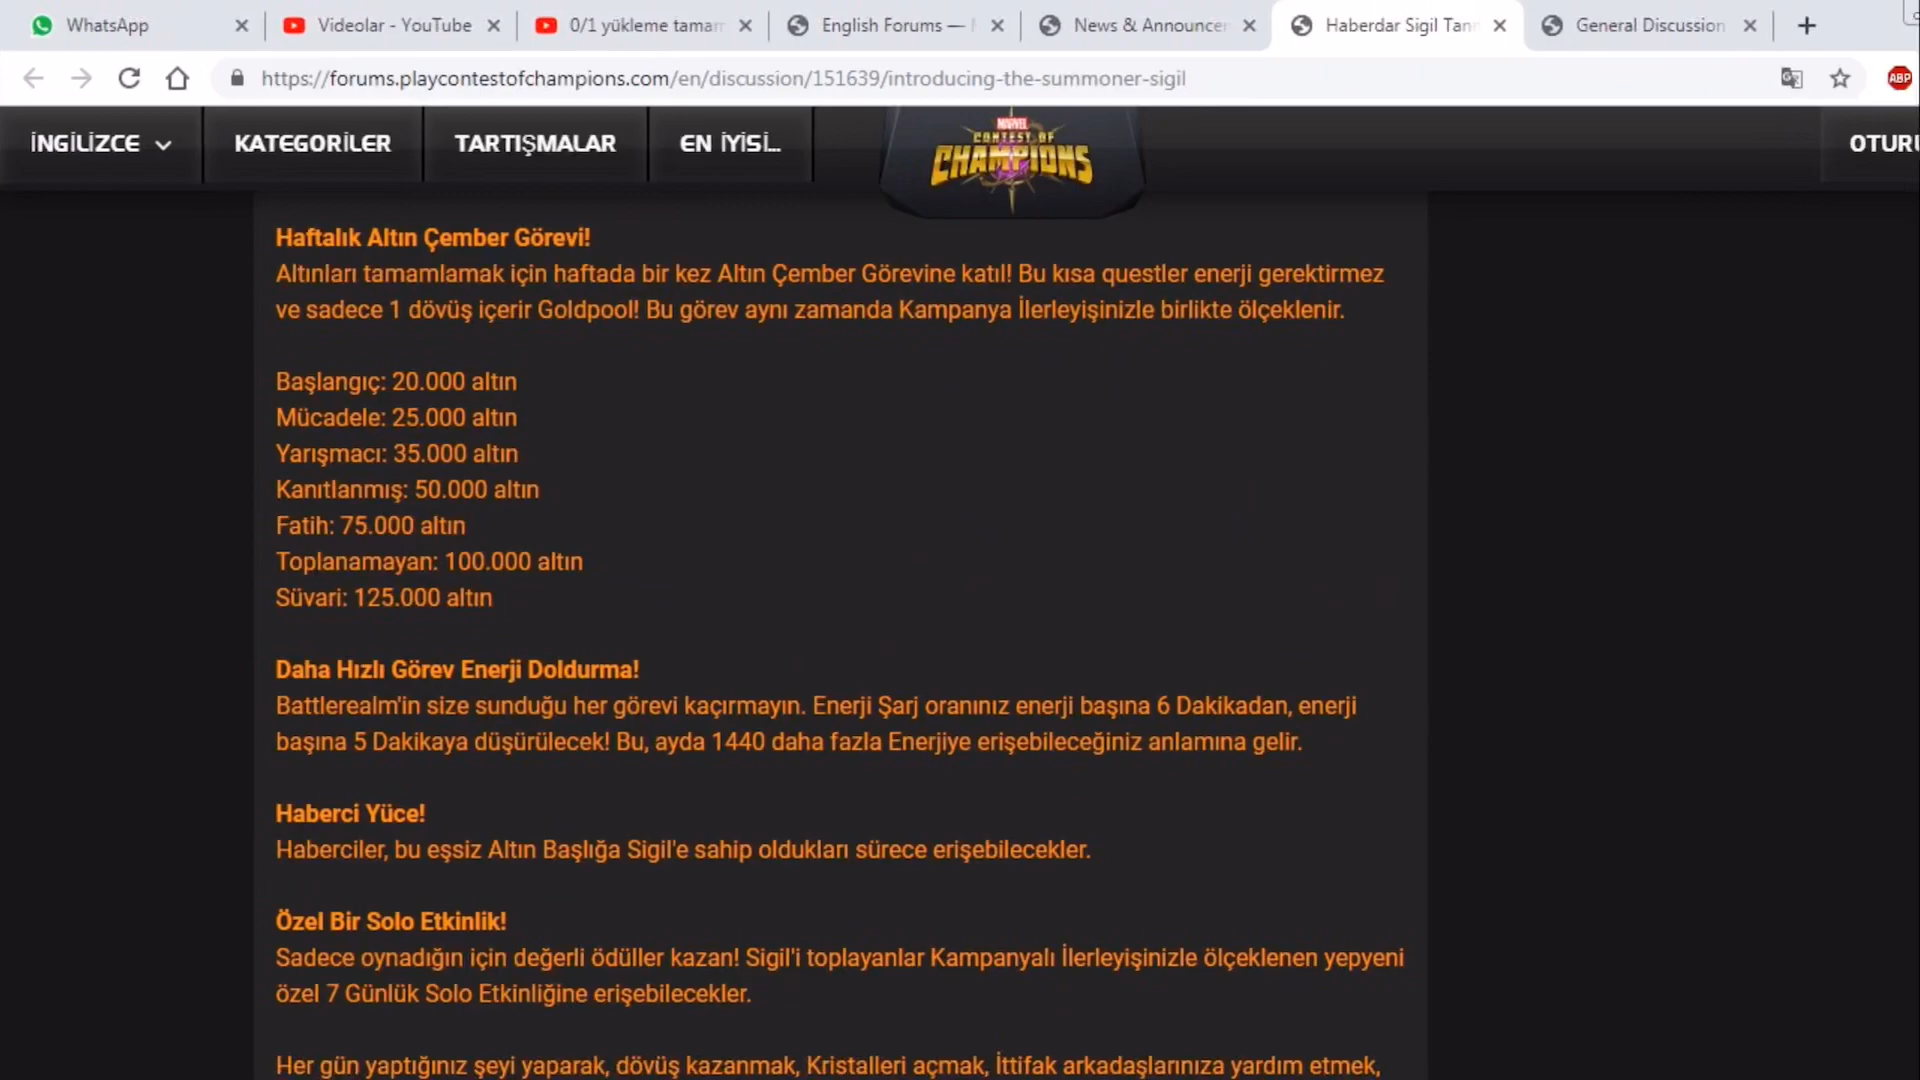 WhatsApp
Videolar - YouTube
0/1 yükleme tamam
English Forums —
News & Announcem
Haberdar Sigil Tanı
General Discussion
https://forums.playcontestofchampions.com/en/discussion/151639/introducing-the-summoner-sigil
ABP
İNGİLİZCE
KATEGORİLER
TARTIŞMALAR
EN İYİSİ...
MARVEL
CONTEST OF
CHAMPIONS
OTURU
Haftalık Altın Çember Görevi!
Altınları tamamlamak için haftada bir kez Altın Çember Görevine katıl! Bu kısa questler enerji gerektirmez
ve sadece 1 dövüş içerir Goldpool! Bu görev aynı zamanda Kampanya İlerleyişinizle birlikte ölçeklenir.
Başlangıç: 20.000 altın
Mücadele: 25.000 altın
Yarışmacı: 35.000 altın
Kanıtlanmış: 50.000 altın
Fatih: 75.000 altın
Toplanamayan: 100.000 altın
Süvari: 125.000 altın
Daha Hızlı Görev Enerji Doldurma!
Battlerealm'in size sunduğu her görevi kaçırmayın. Enerji Şarj oranınız enerji başına 6 Dakikadan, enerji
başına 5 Dakikaya düşürülecek! Bu, ayda 1440 daha fazla Enerjiye erişebileceğiniz anlamına gelir.
Haberci Yüce!
Haberciler, bu eşsiz Altın Başlığa Sigil'e sahip oldukları sürece erişebilecekler.
Özel Bir Solo Etkinlik!
Sadece oynadığın için değerli ödüller kazan! Sigil'i toplayanlar Kampanyalı İlerleyişinizle ölçeklenen yepyeni
özel 7 Günlük Solo Etkinliğine erişebilecekler.
Her gün yaptığınız şeyi yaparak, dövüş kazanmak, Kristalleri açmak, İttifak arkadaşlarınıza yardım etmek,